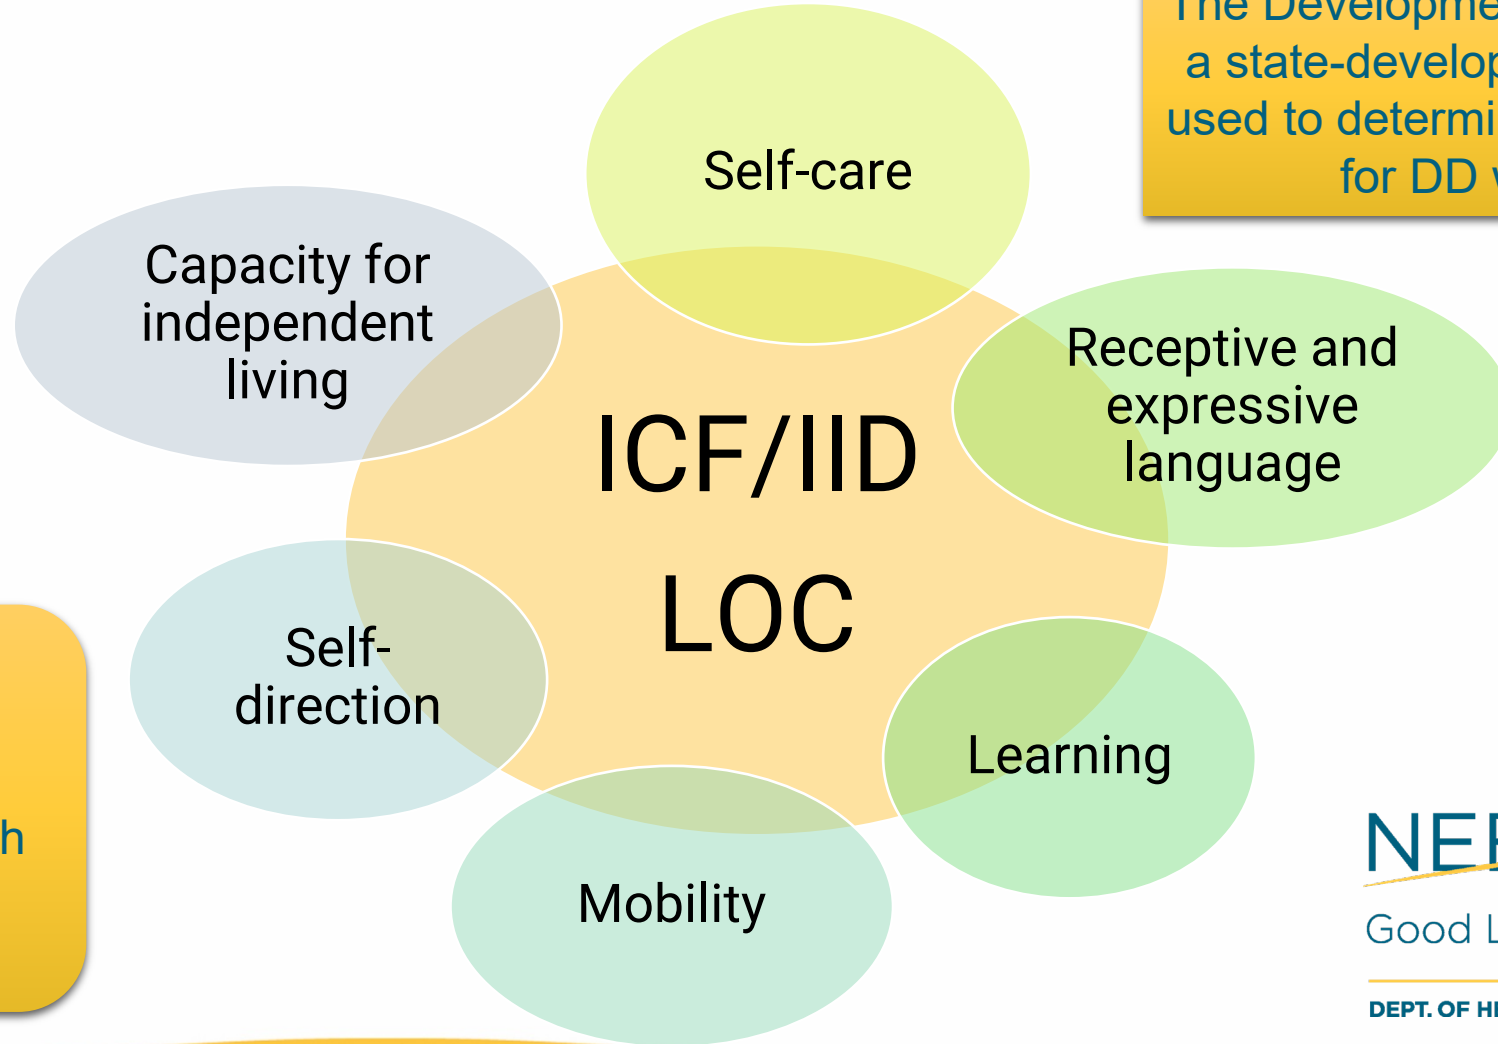 a state-develop
used to determi
for DD
Self-care
Capacity for
independent
living
Receptive and
expressive
language
ICF/IID
LOC
Self-
direction
Learning
Mobility
h
Good L
DEPT. OF H